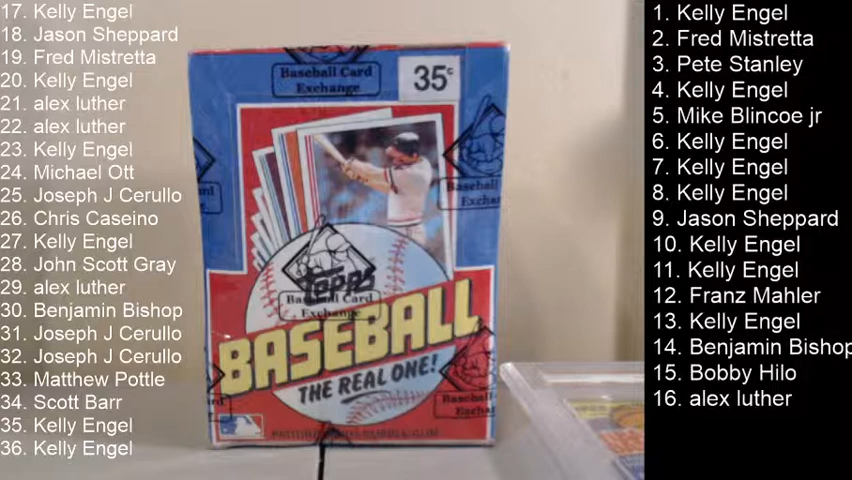 17. Kelly Engel
18. Jason Sheppard
19. Fred Mistretta
20. Kelly Engel
21. alex luther
22. alex luther
23. Kelly Engel
24. Michael Ott
25. Joseph J Cerullo
26. Chris Caseino
27. Kelly Engel
28. John Scott Gray
29. alex luther
30. Benjamin Bishop
31. Joseph J Cerullo
32. Joseph J Cerullo
33. Matthew Pottle
34. Scott Barr
35. Kelly Engel
36. Kelly Engel
Baseball Card
Exchange
35¢
Baseball
Exchan
Topps
Baseball Card
Exchange
BASEBALL
THE REAL ONE!
Baseball
Exchar
1. Kelly Engel
2. Fred Mistretta
3. Pete Stanley
4. Kelly Engel
5. Mike Blincoe jr
6. Kelly Engel
7. Kelly Engel
8. Kelly Engel
9. Jason Sheppard
10. Kelly Engel
11. Kelly Engel
12. Franz Mahler
13. Kelly Engel
14. Benjamin Bishop
15. Bobby Hilo
16. alex luther